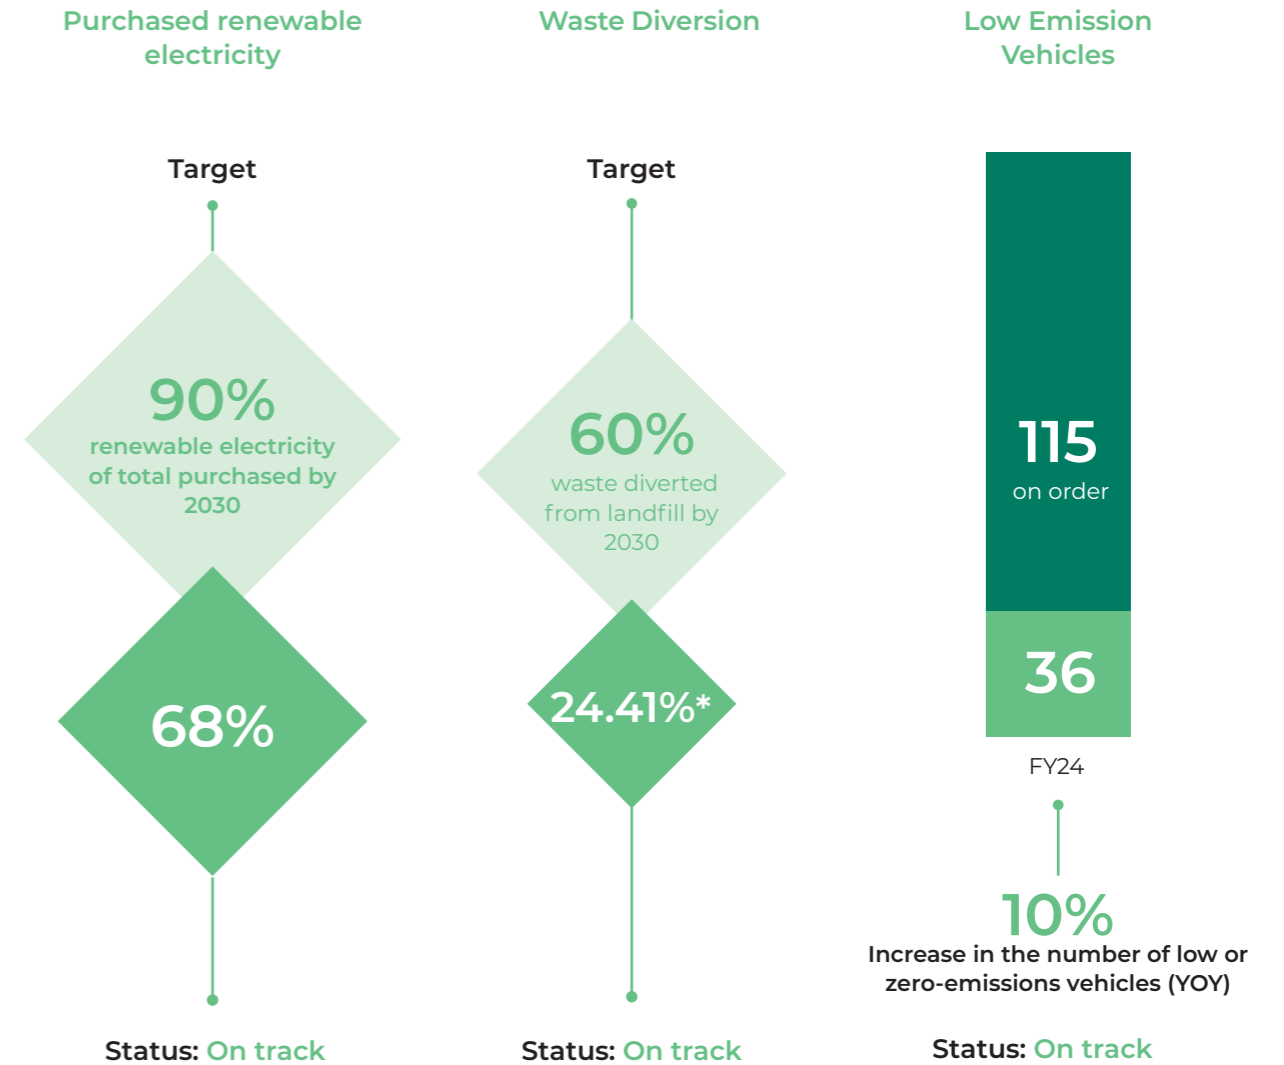 Purchased renewable
electricity
Target
90%
renewable electricity
of total purchased by
2030
68%
Status: On track
Waste Diversion
Target
60%
waste diverted
from landfill by
2030
24.41%*
Status: On track
Low Emission
Vehicles
115
on order
36
FY24
10%
Increase in the number of low or
zero-emissions vehicles (YOY)
Status: On track